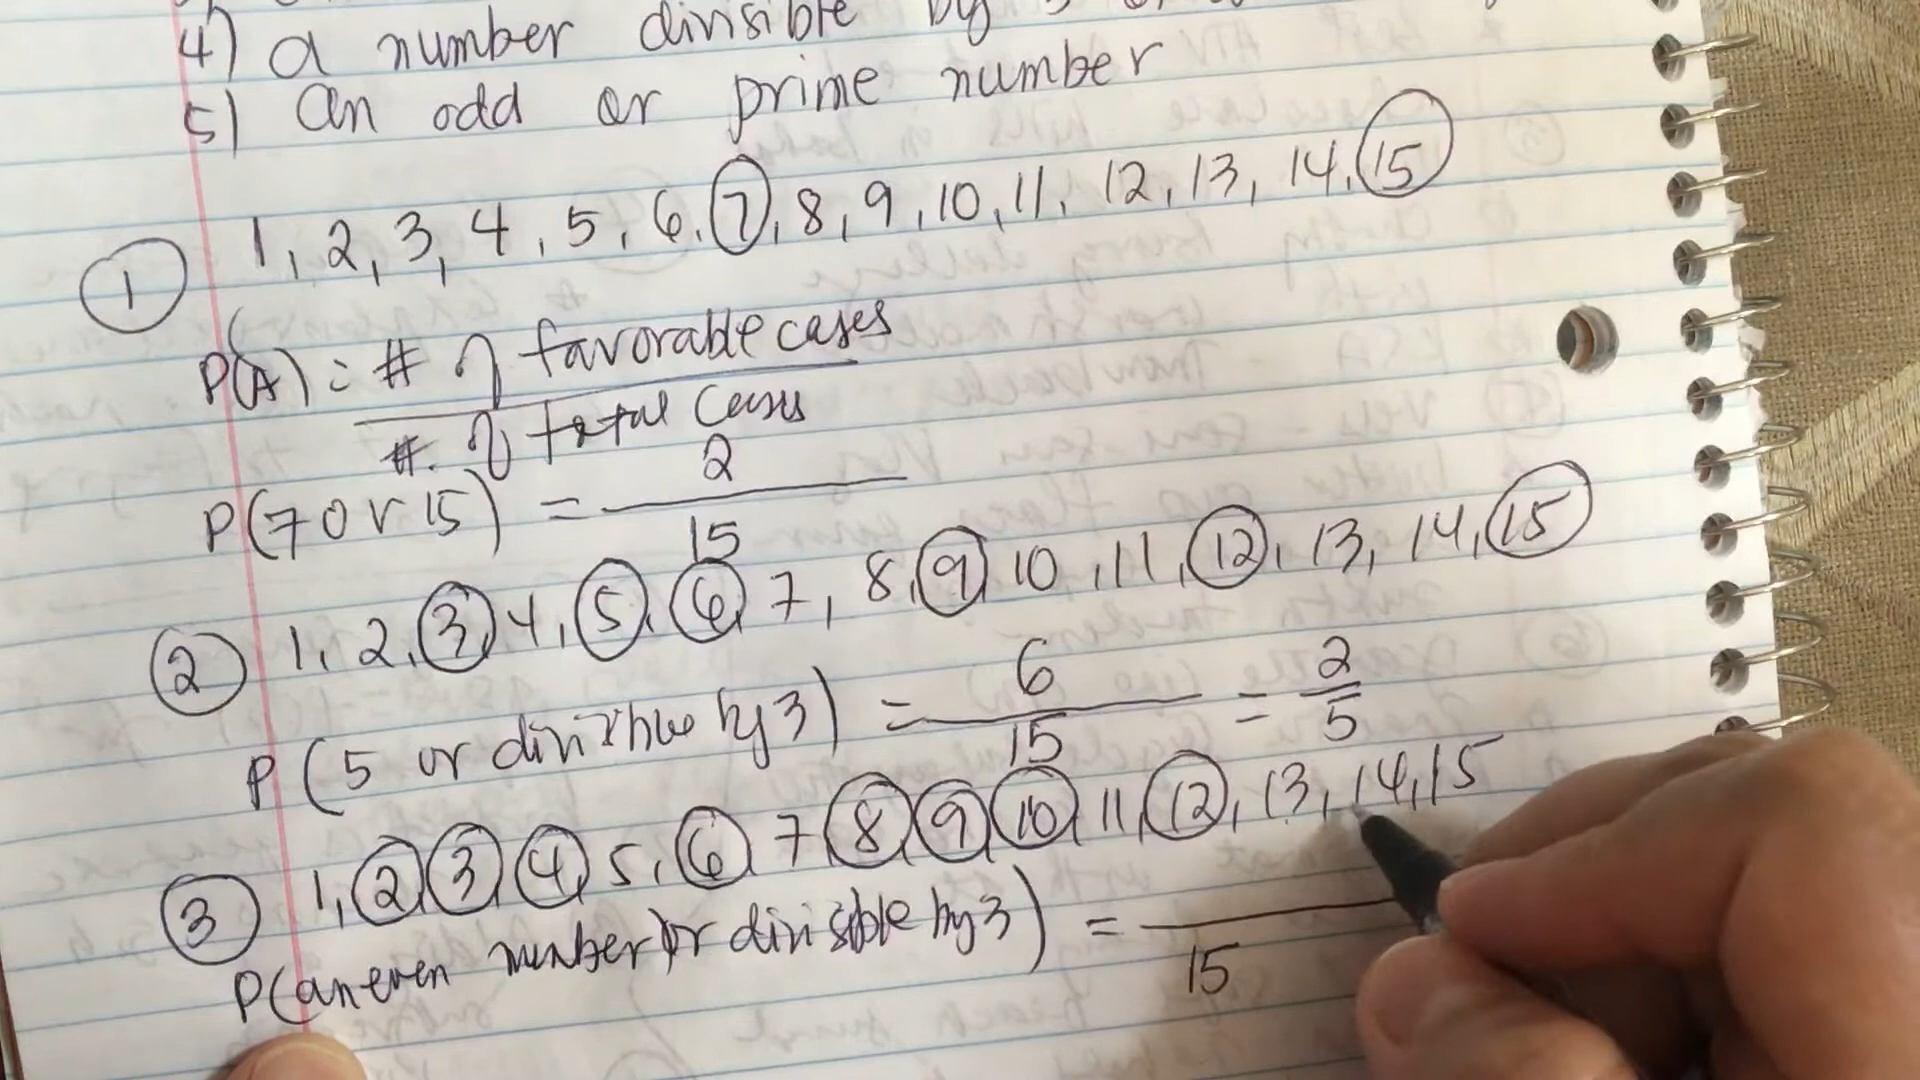 4) a number divisible by 3
5) an odd or prime number
1 1, 2, 3, 4, 5, 6, 7, 8, 9, 10, 11, 12, 13, 14, 15
P(A) = # of favorable cases
# of total cases
P(7 or 15) = 2
15
2 1, 2, 3, 4, 5, 6, 7, 8, 9, 10, 11, 12, 13, 14, 15
P(5 or divisible by 3) = 6 = 2
15 5
3 1, 2, 3, 4, 5, 6, 7, 8, 9, 10, 11, 12, 13, 14, 15
P(an even number or divisible by 3) =
15